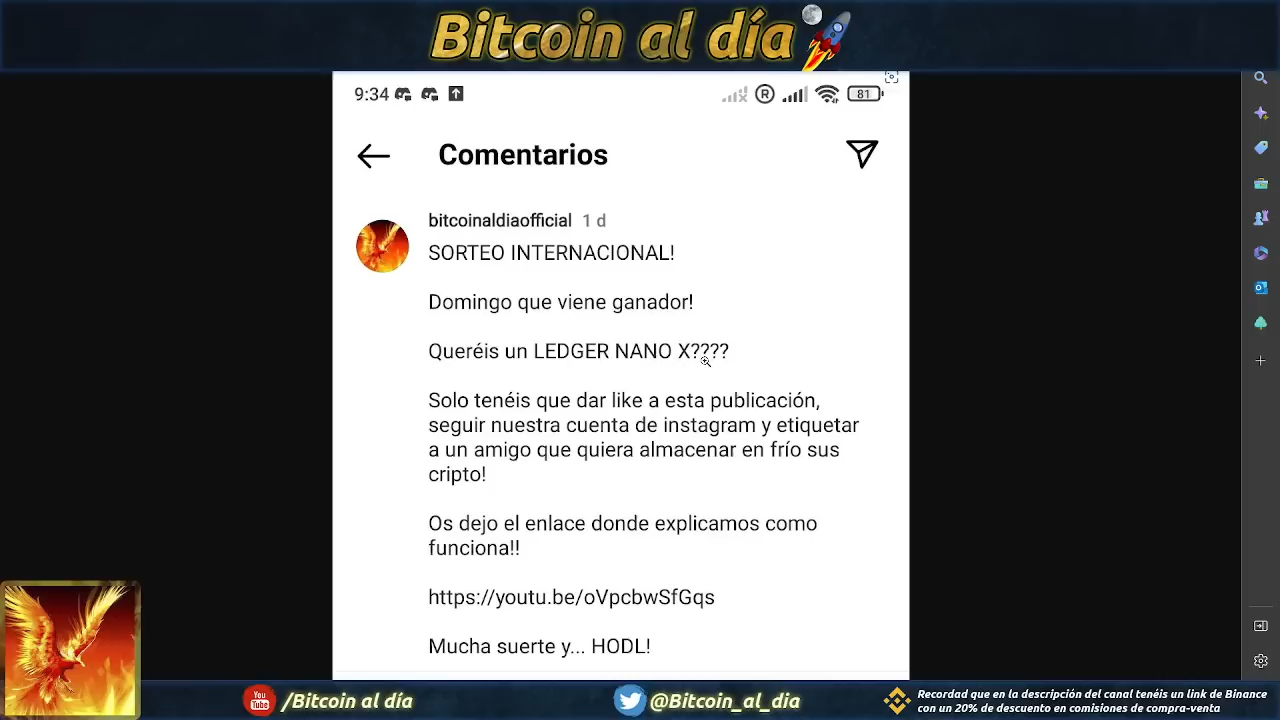 Bitcoin al día
9:34
R
81
Comentarios
bitcoinaldiaofficial 1 d
SORTEO INTERNACIONAL!
Domingo que viene ganador!
Queréis un LEDGER NANO X????
Solo tenéis que dar like a esta publicación,
seguir nuestra cuenta de instagram y etiquetar
a un amigo que quiera almacenar en frío sus
cripto!
Os dejo el enlace donde explicamos como
funciona!!
https://youtu.be/oVpcbwSfGqs
Mucha suerte y... HODL!
You Tube /Bitcoin al día
@Bitcoin_al_dia
Recordad que en la descripción del canal tenéis un link de Binance
con un 20% de descuento en comisiones de compra-venta